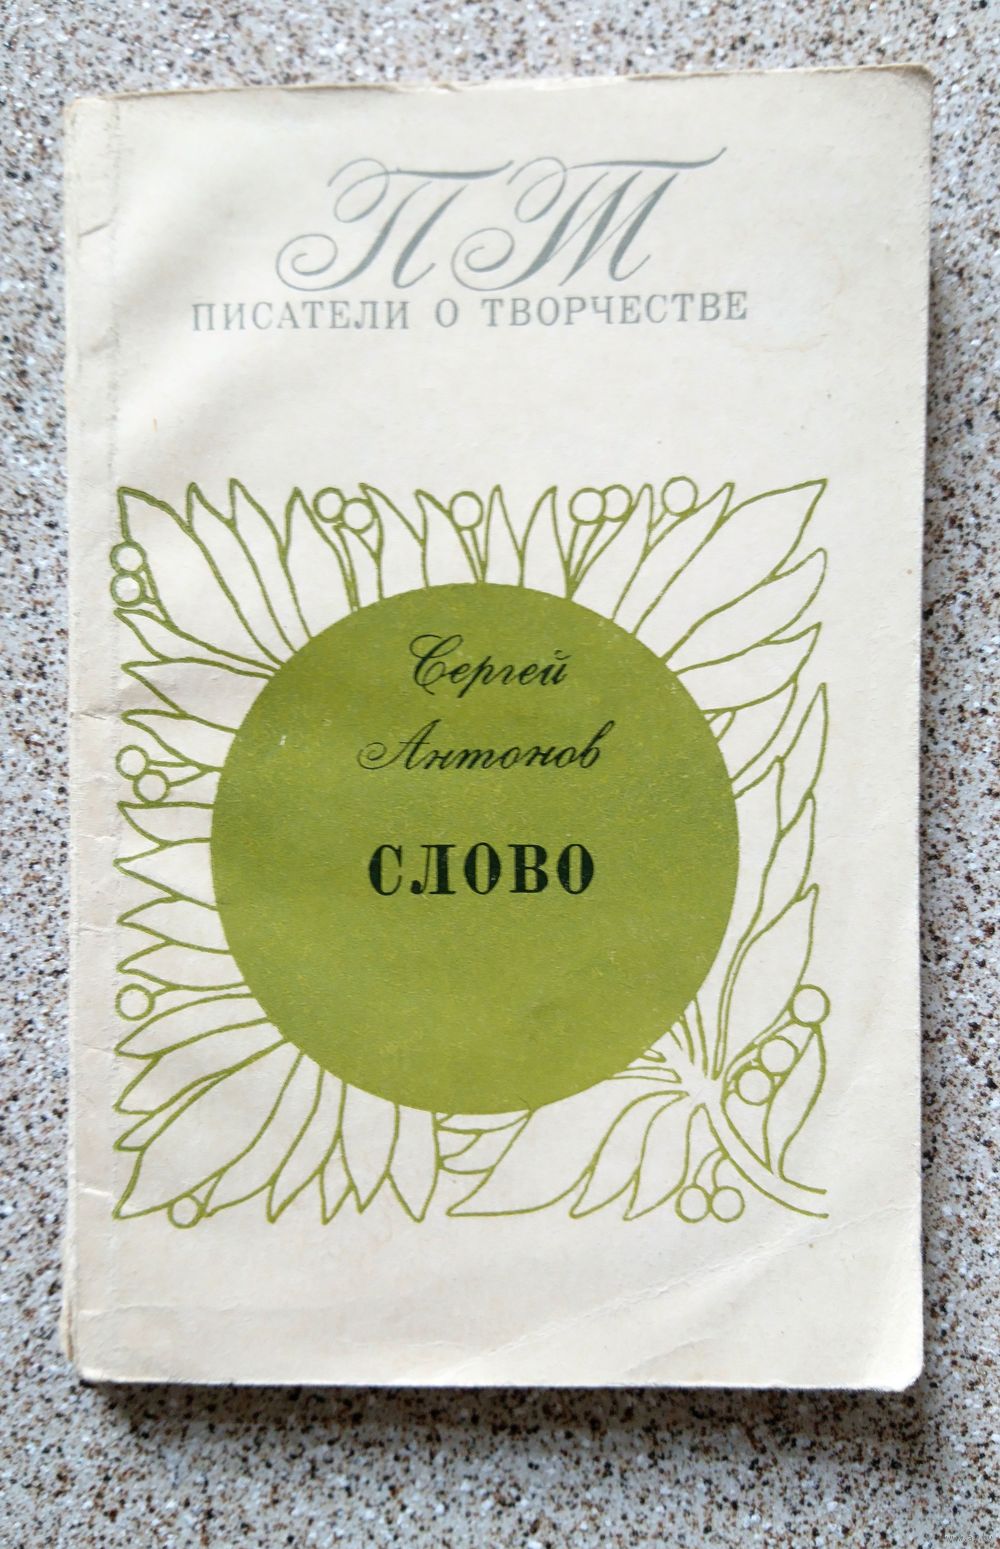 ПТ
ПИСАТЕЛИ О ТВОРЧЕСТВЕ
Сергей
Антонов
СЛОВО